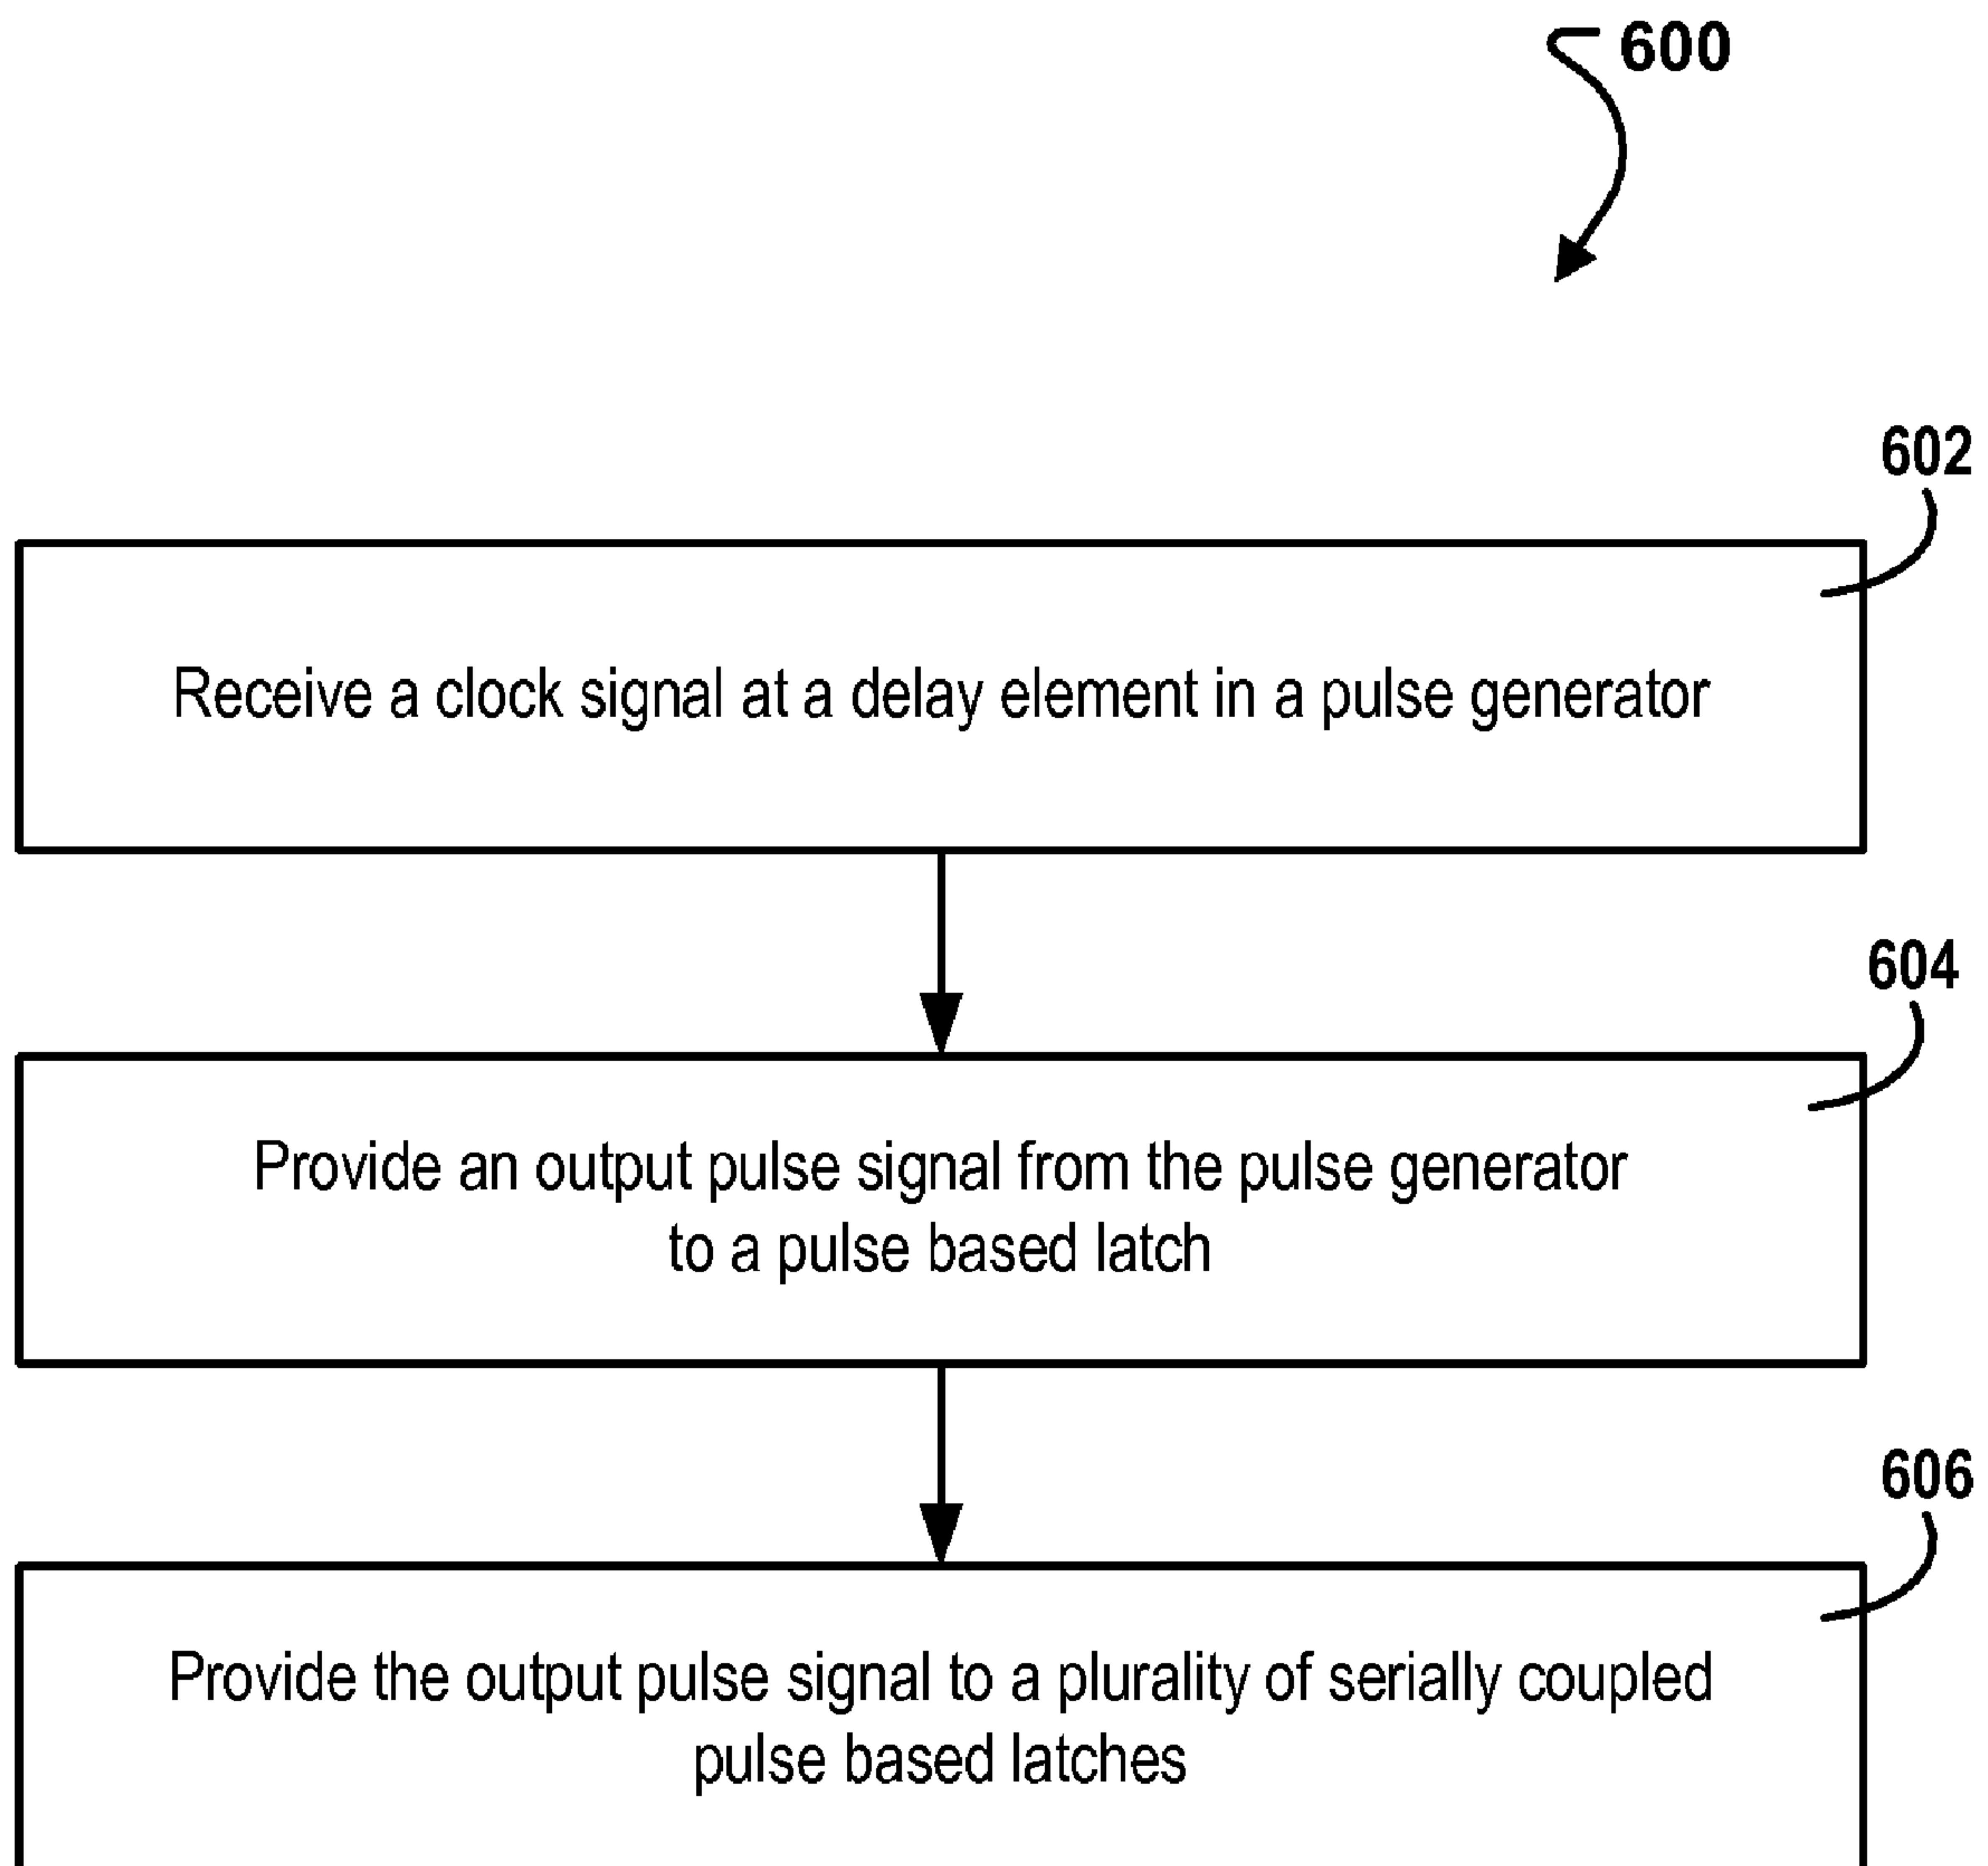 600
602
Receive a clock signal at a delay element in a pulse generator
604
Provide an output pulse signal from the pulse generator
to a pulse based latch
606
Provide the output pulse signal to a plurality of serially coupled
pulse based latches